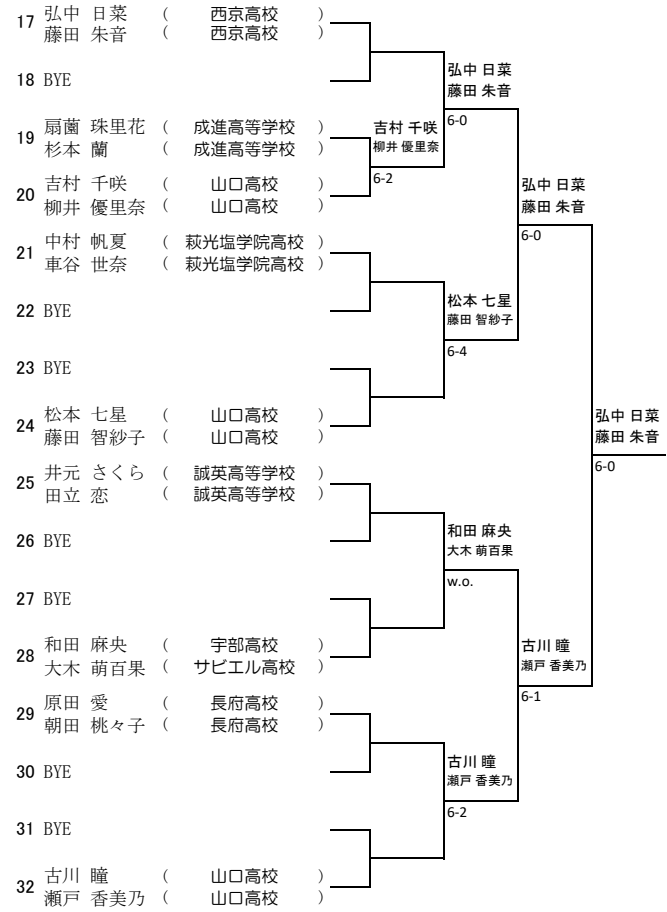 17 弘中 日菜 ( 西京高校 )
藤田 朱音 ( 西京高校 )
18 BYE
19 扇薗 珠里花 ( 成進高等学校 )
杉本 蘭 ( 成進高等学校 )
20 吉村 千咲 ( 山口高校 )
柳井 優里奈 ( 山口高校 )
21 中村 帆夏 ( 萩光塩学院高校 )
車谷 世奈 ( 萩光塩学院高校 )
22 BYE
23 BYE
24 松本 七星 ( 山口高校 )
藤田 智紗子 ( 山口高校 )
25 井元 さくら ( 誠英高等学校 )
田立 恋 ( 誠英高等学校 )
26 BYE
27 BYE
28 和田 麻央 ( 宇部高校 )
大木 萌百果 ( サビエル高校 )
29 原田 愛 ( 長府高校 )
朝田 桃々子 ( 長府高校 )
30 BYE
31 BYE
32 古川 瞳 ( 山口高校 )
瀬戸 香美乃 ( 山口高校 )
吉村 千咲
柳井 優里奈
6-2
弘中 日菜
藤田 朱音
6-0
松本 七星
藤田 智紗子
6-4
和田 麻央
大木 萌百果
w.o.
古川 瞳
瀬戸 香美乃
6-2
弘中 日菜
藤田 朱音
6-0
古川 瞳
瀬戸 香美乃
6-1
弘中 日菜
藤田 朱音
6-0